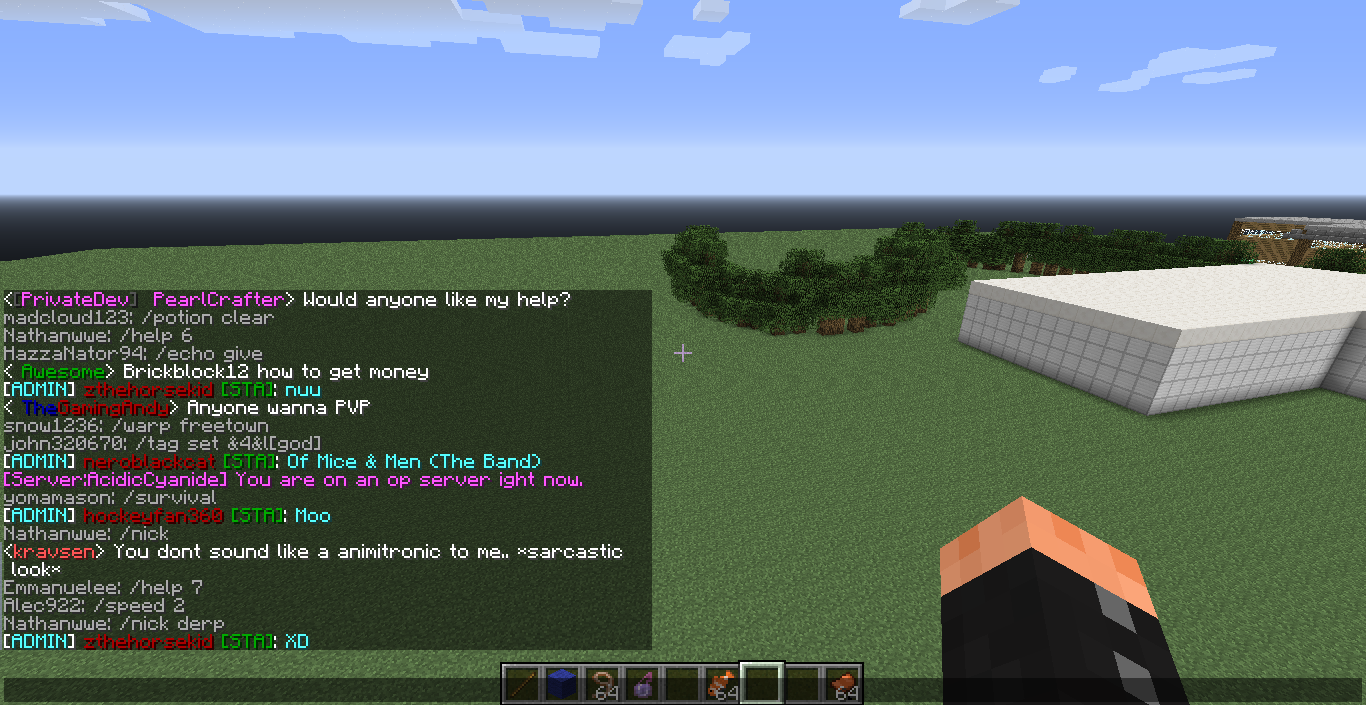 <[PrivateDev] PearlCrafter> Would anyone like my help?
madcloud123: /potion clear
Nathanwwe: /help 6
HazzaNator94: /echo give
< Awesome> Brickblock12 how to get money
[ADMIN] zthehorsekid [STA]: nuu
< TheGamingAndy> Anyone wanna PVP
snow1236: /warp freetown
john320670: /tag set &4&l[god]
[ADMIN] neroblackcat [STA]: Of Mice & Men (The Band)
[Server:AcidicCyanide] You are on an op server ight now.
yomamason: /survival
[ADMIN] hockeyfan360 [STA]: Moo
Nathanwwe: /nick
<kravsen> You dont sound like a animitronic to me.. *sarcastic
look*
Emmanuelee: /help 7
Alec922: /speed 2
Nathanwwe: /nick derp
[ADMIN] zthehorsekid [STA]: XD
64 64 64